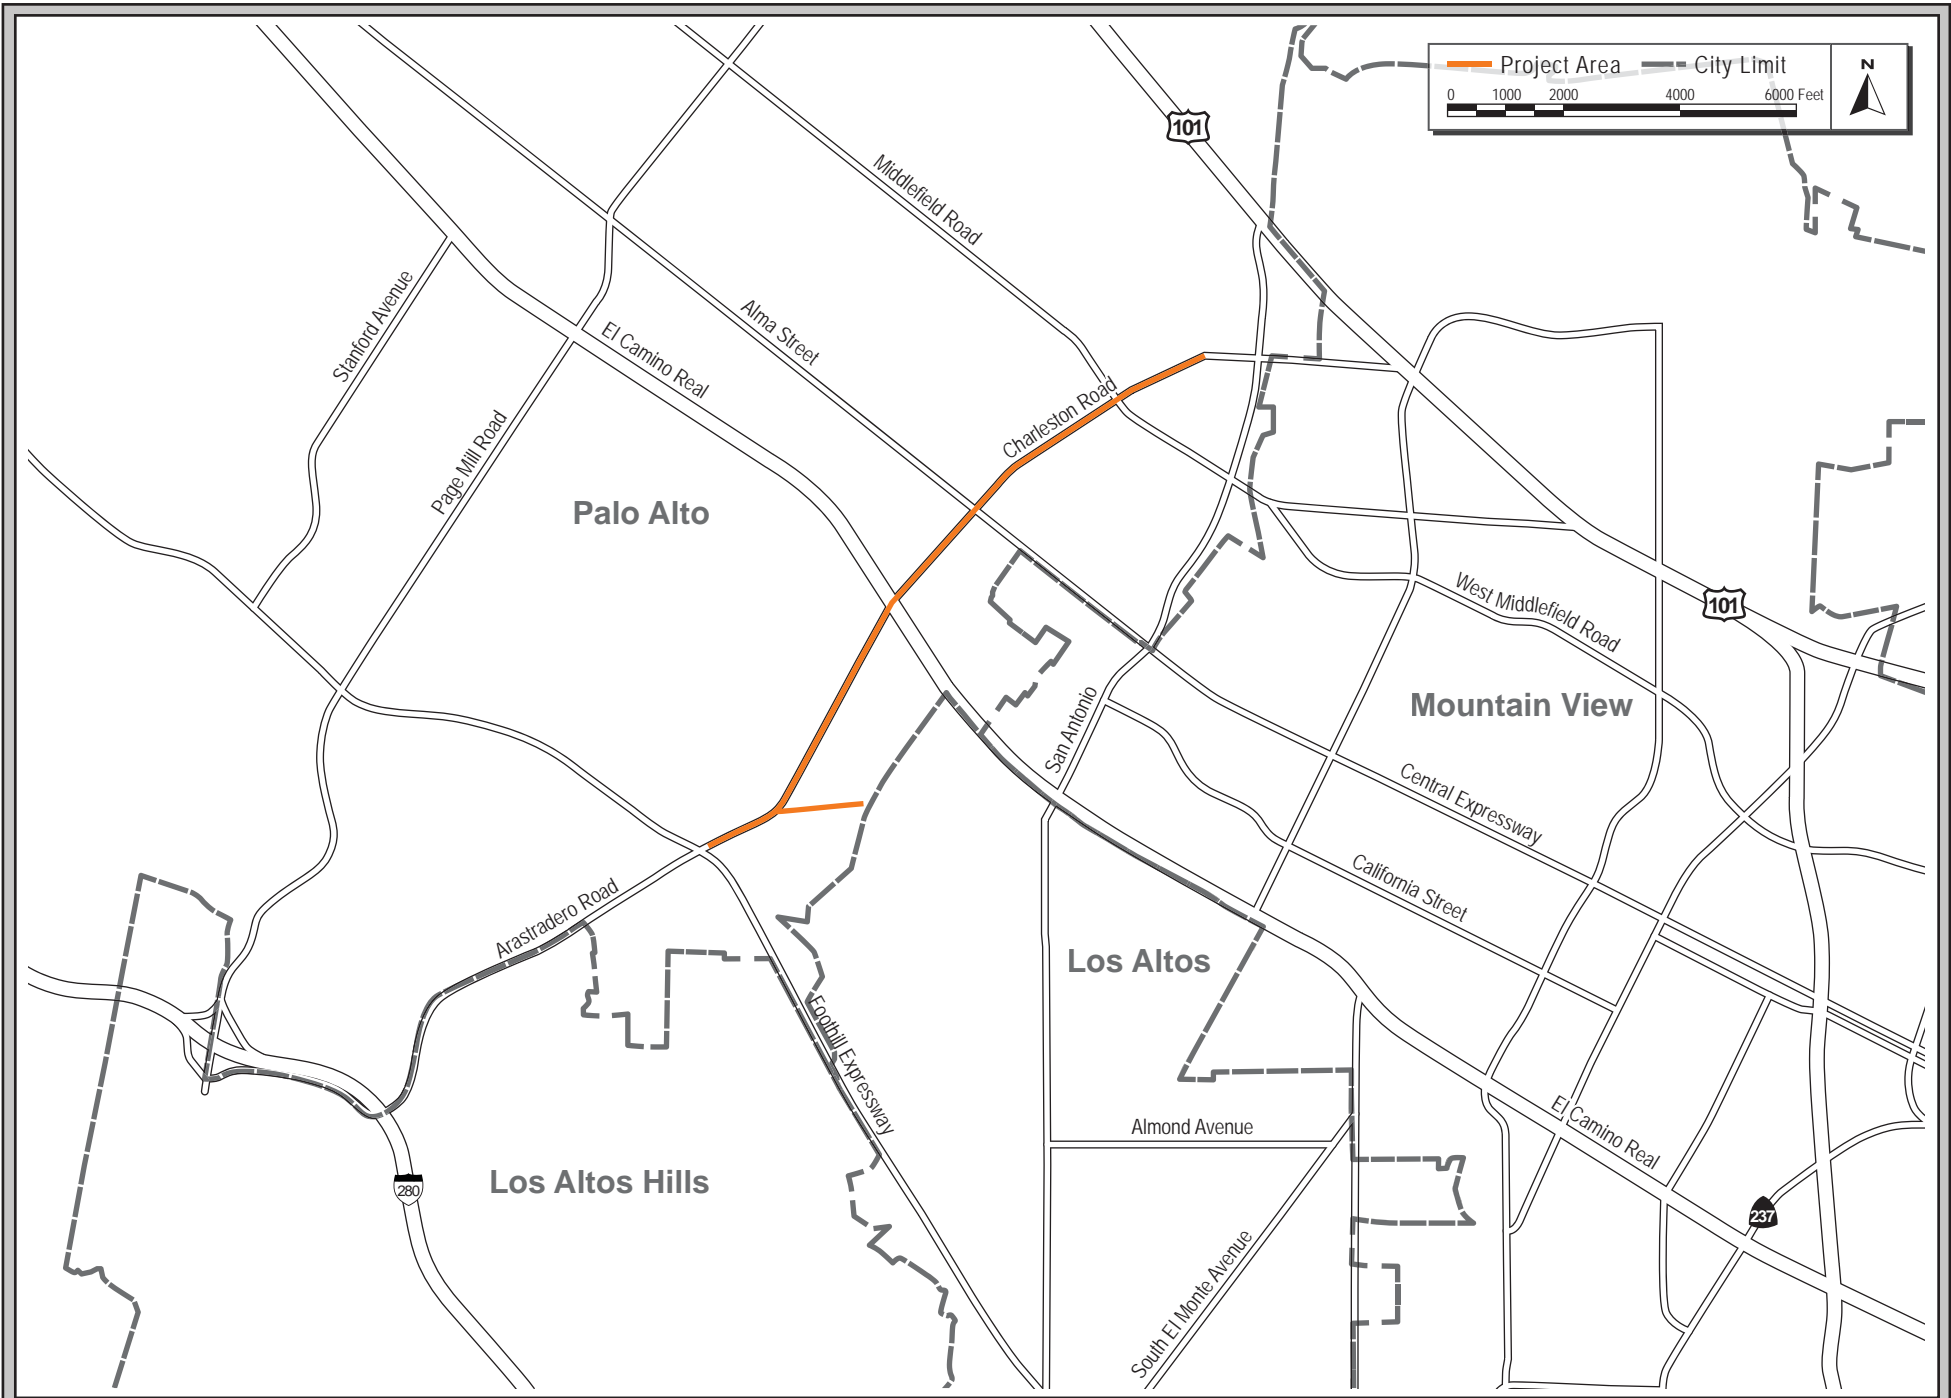 Project Area
City Limit
N
0 1000 2000 4000 6000 Feet
101
Middlefield Road
Stanford Avenue
Alma Street
El Camino Real
Charleston Road
Page Mill Road
Palo Alto
West Middlefield Road
101
San Antonio
Mountain View
Central Expressway
California Street
Arastradero Road
Los Altos
Foothill Expressway
Almond Avenue
El Camino Real
Los Altos Hills
280
237
South El Monte Avenue